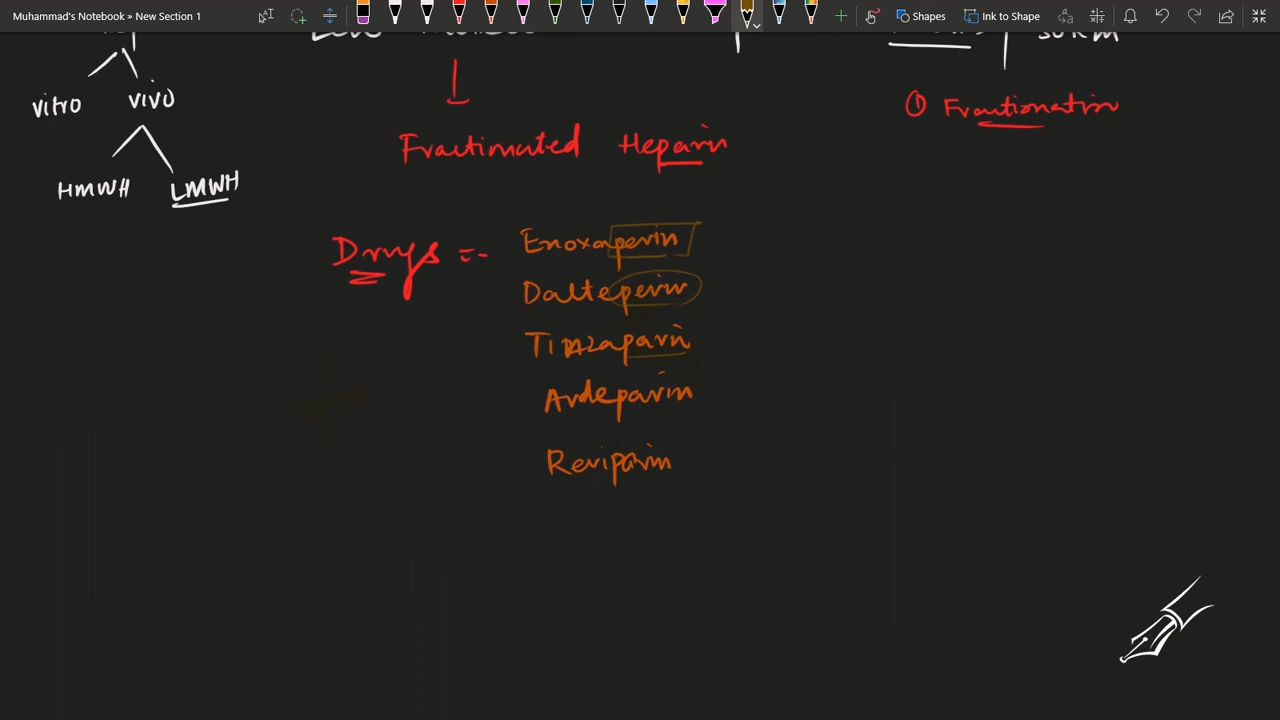 Muhammad's Notebook » New Section 1
Shapes
Ink to Shape
Vitro
vivo
HMWH
LMWH
① Fractionation
Fractionated Heparin
Drugs =-
Enoxaperin
Dalteperin
Tinzaparin
Ardeparin
Reviparin